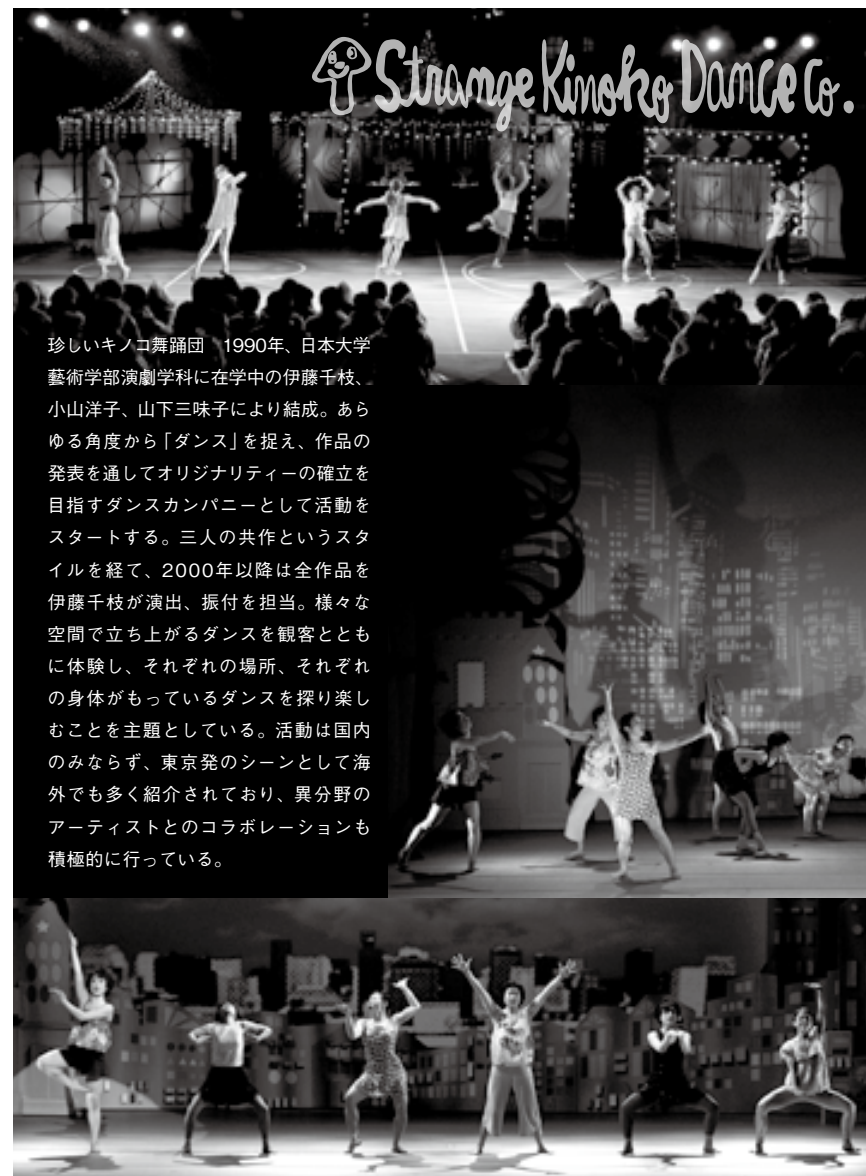 Strange Kinoko Dance Co.
珍しいキノコ舞踊団　1990年、日本大学
藝術学部演劇学科に在学中の伊藤千枝、
小山洋子、山下三味子により結成。あら
ゆる角度から「ダンス」を捉え、作品の
発表を通してオリジナリティーの確立を
目指すダンスカンパニーとして活動を
スタートする。三人の共作というスタ
イルを経て、2000年以降は全作品を
伊藤千枝が演出、振付を担当。様々な
空間で立ち上がるダンスを観客ととも
に体験し、それぞれの場所、それぞれ
の身体がもっているダンスを探り楽し
むことを主題としている。活動は国内
のみならず、東京発のシーンとして海
外でも多く紹介されており、異分野の
アーティストとのコラボレーションも
積極的に行っている。